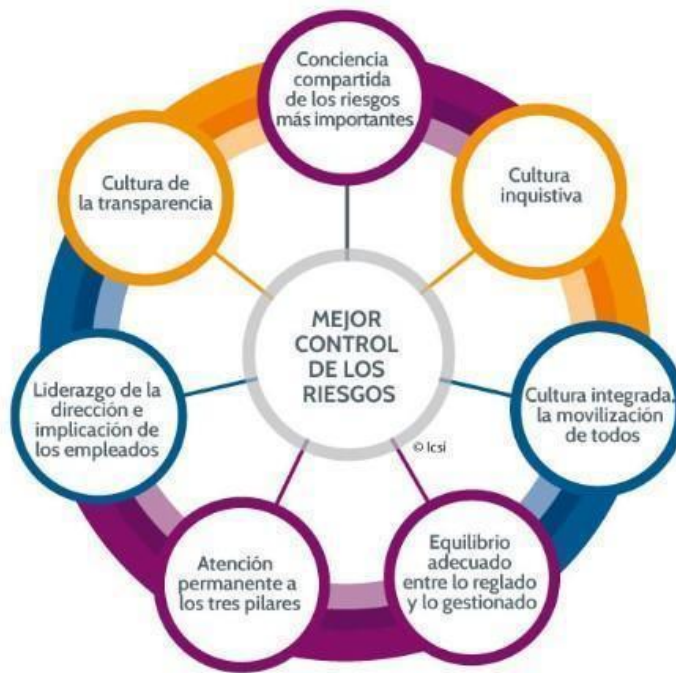 Conciencia
compartida
de los riesgos
más importantes
Cultura
inquistiva
Cultura integrada,
la movilización
de todos
Equilibrio
adecuado
entre lo reglado
y lo gestionado
Atención
permanente a
los tres pilares
Liderazgo de la
dirección e
implicación de
los empleados
Cultura de
la transparencia
MEJOR
CONTROL
DE LOS
RIESGOS
© Icsi